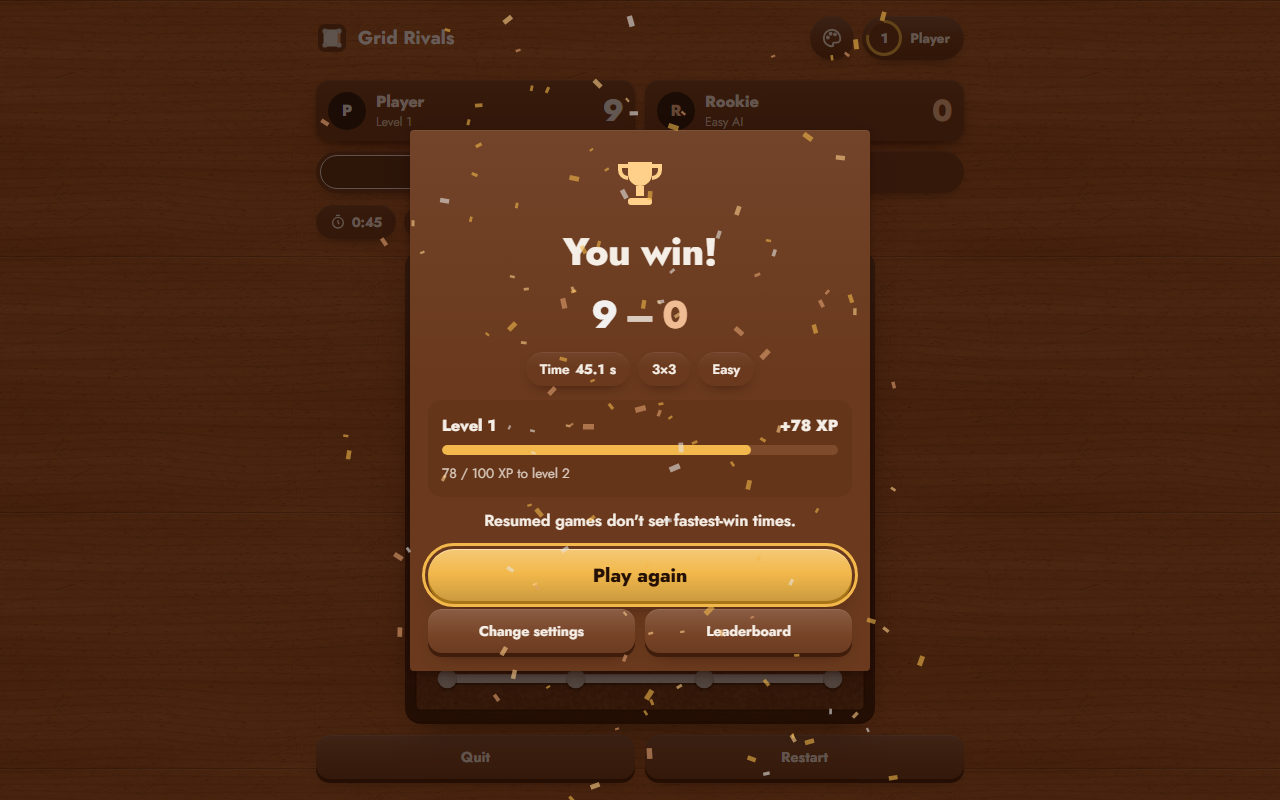 Grid Rivals
1 Player
P Player 9
Level 1
R Rookie 0
Easy AI
0:45
You win!
9 – 0
Time 45.1 s 3×3 Easy
Level 1 +78 XP
78 / 100 XP to level 2
Resumed games don't set fastest-win times.
Play again
Change settings Leaderboard
Quit Restart